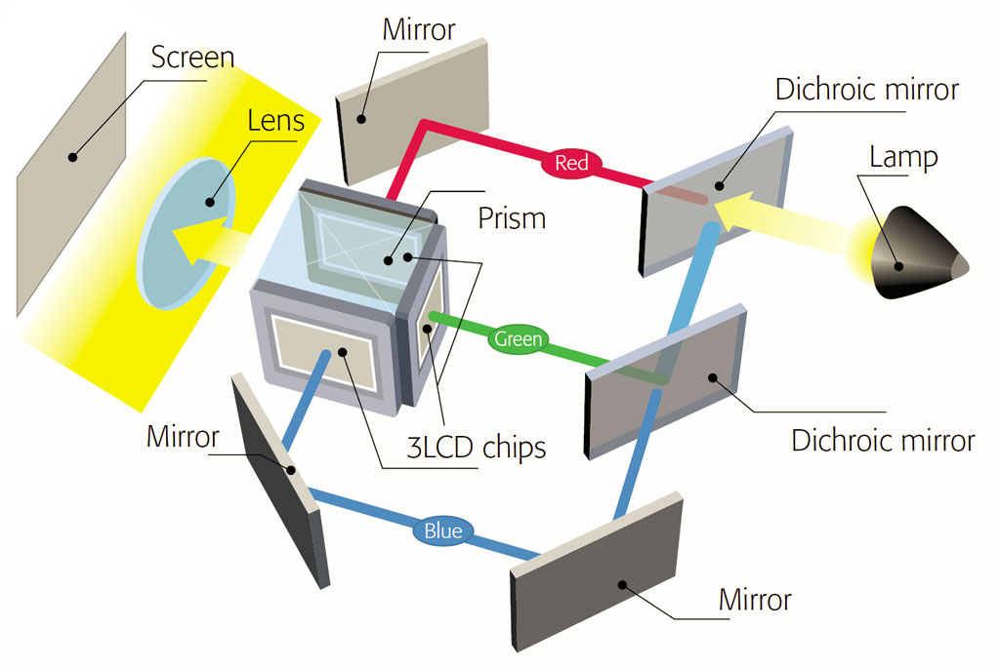 Mirror
Screen
Dichroic mirror
Lens
Lamp
Red
Prism
Green
Mirror
3LCD chips
Dichroic mirror
Blue
Mirror